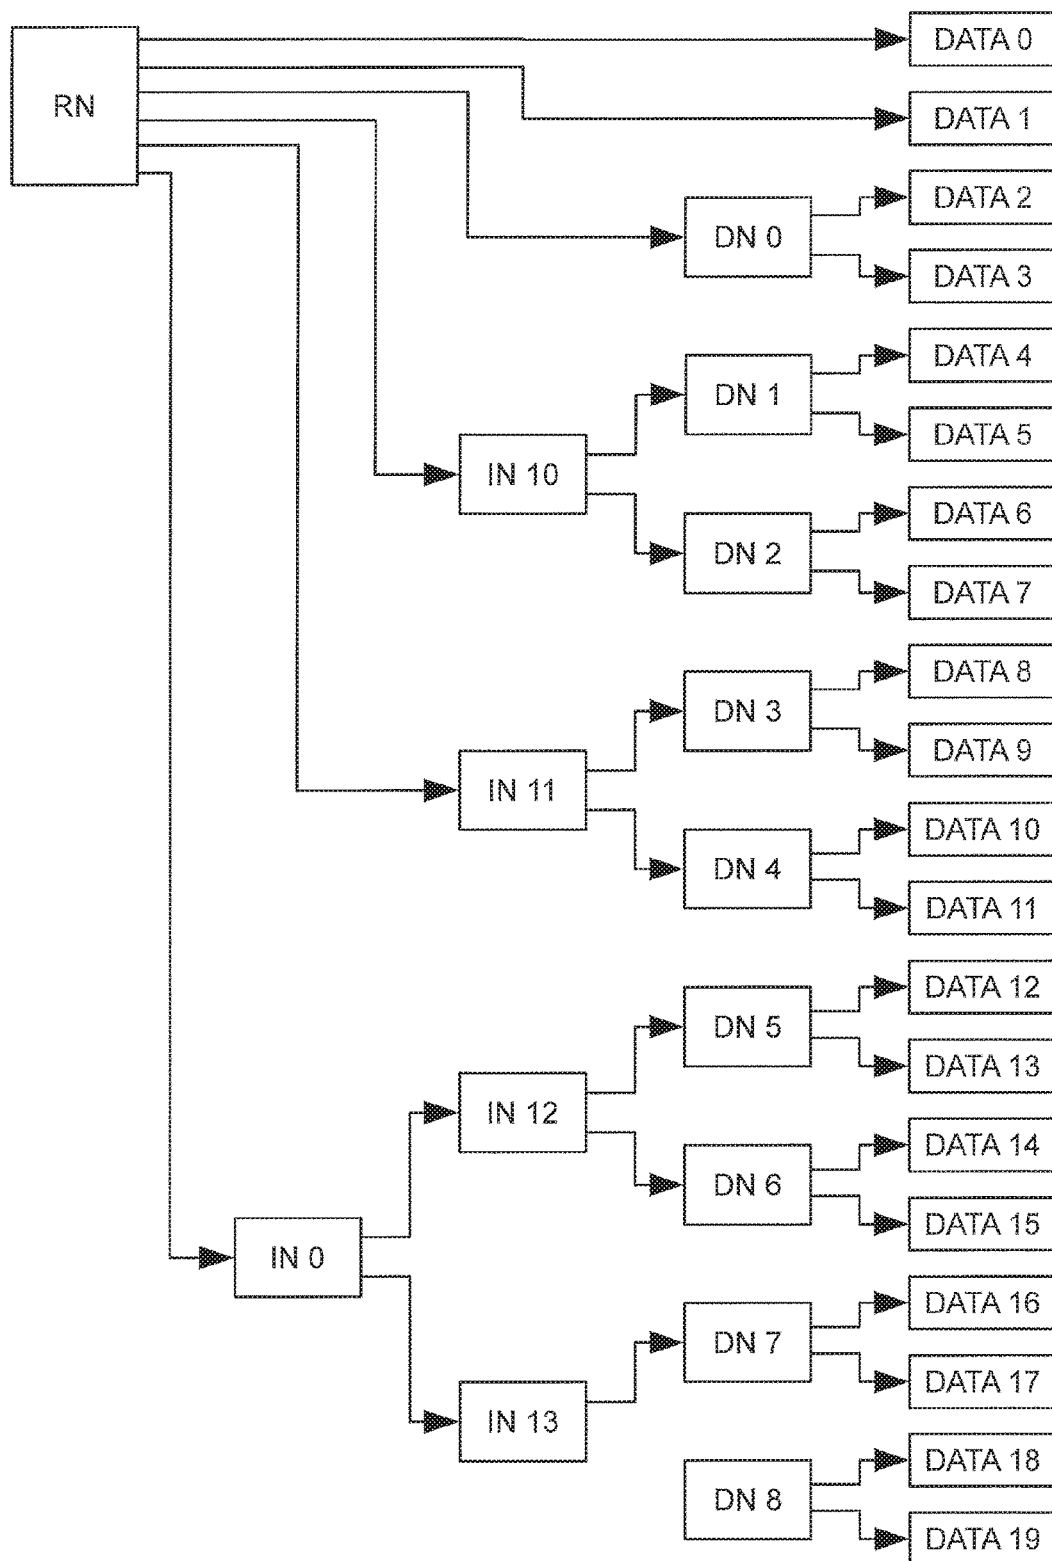 DATA 0
RN
DATA 1
DATA 2
DN 0
DATA 3
DATA 4
DN 1
DATA 5
IN 10
DATA 6
DN 2
DATA 7
DATA 8
DN 3
DATA 9
IN 11
DATA 10
DN 4
DATA 11
DATA 12
DN 5
DATA 13
IN 12
DATA 14
DN 6
DATA 15
IN 0
DATA 16
DN 7
DATA 17
IN 13
DATA 18
DN 8
DATA 19